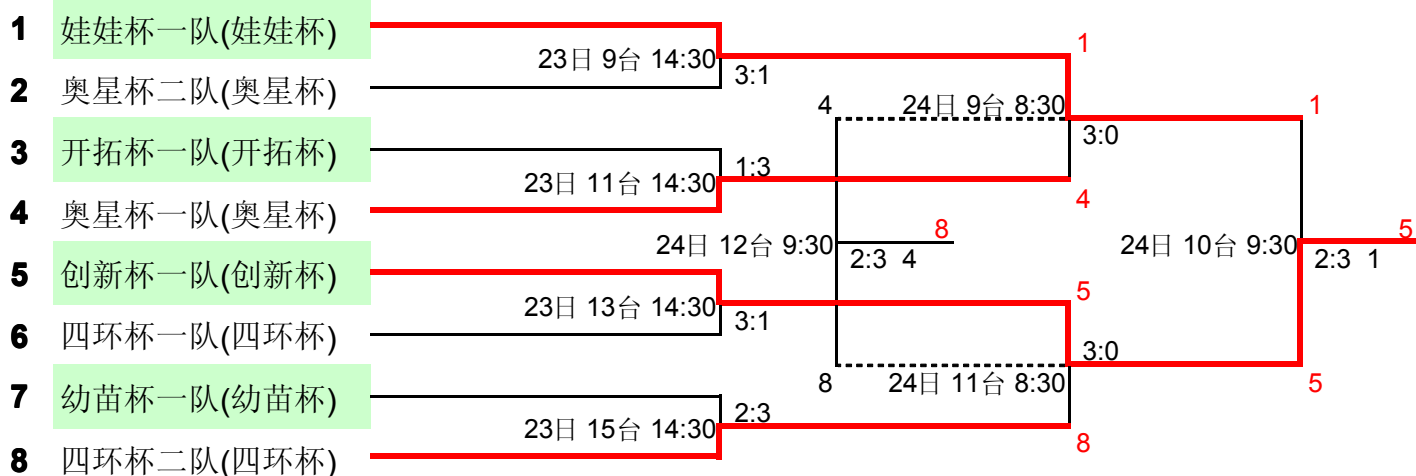 1 娃娃杯一队(娃娃杯)
1
23日 9台 14:30
3:1
2 奥星杯二队(奥星杯)
4
24日 9台 8:30
1
3:0
3 开拓杯一队(开拓杯)
1:3
23日 11台 14:30
4
4 奥星杯一队(奥星杯)
8
5
24日 12台 9:30
2:3 4
24日 10台 9:30
2:3 1
5 创新杯一队(创新杯)
5
23日 13台 14:30
3:1
6 四环杯一队(四环杯)
3:0
8
24日 11台 8:30
5
7 幼苗杯一队(幼苗杯)
2:3
23日 15台 14:30
8
8 四环杯二队(四环杯)